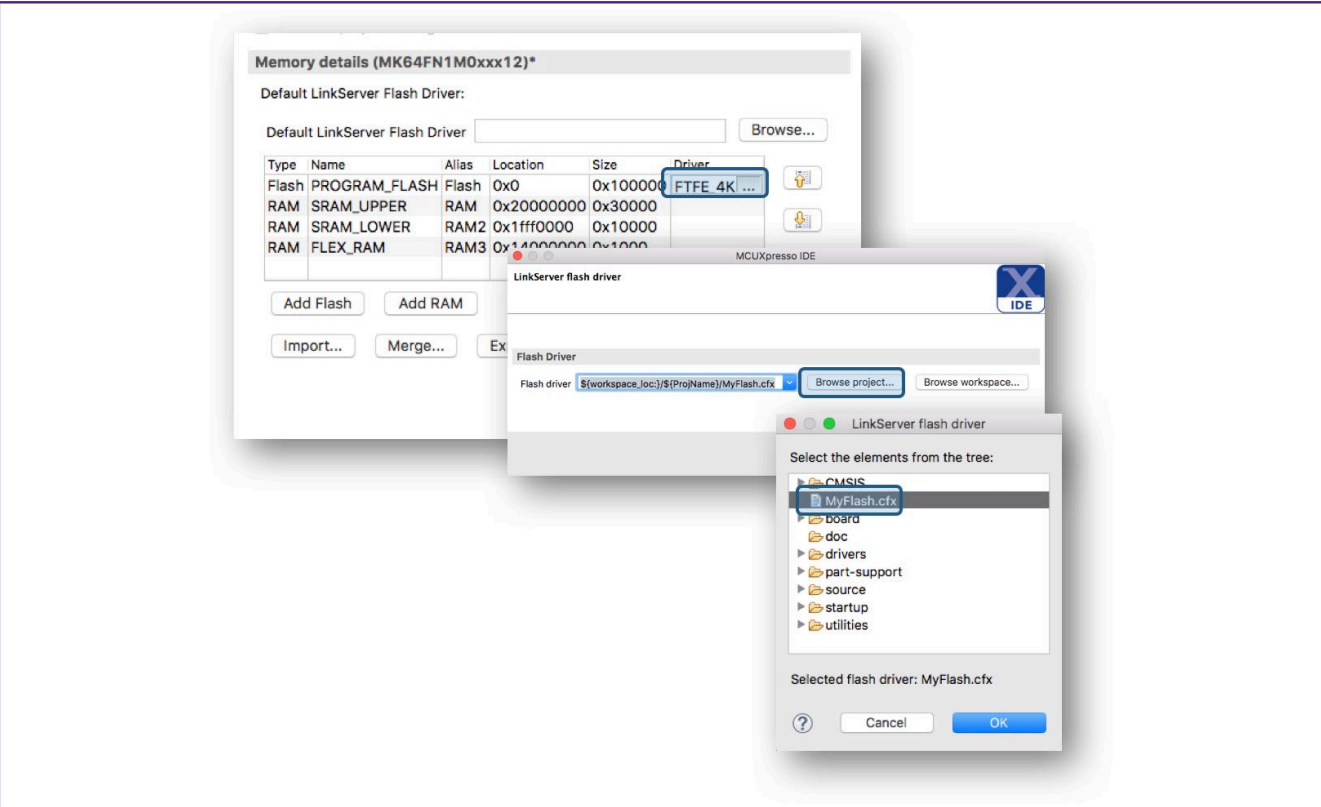 Memory details (MK64FN1M0xxx12)*
Default LinkServer Flash Driver:
Default LinkServer Flash Driver Browse...
Type Name Alias Location Size Driver
Flash PROGRAM_FLASH Flash 0x0 0x100000 FTFE_4K ...
RAM SRAM_UPPER RAM 0x20000000 0x30000
RAM SRAM_LOWER RAM2 0x1fff0000 0x10000
RAM FLEX_RAM RAM3 0x14000000 0x1000
Add Flash Add RAM
Import... Merge... Ex
MCUXpresso IDE
LinkServer flash driver
X
IDE
Flash Driver
Flash driver ${workspace_loc:}/${ProjName}/MyFlash.cfx Browse project... Browse workspace...
LinkServer flash driver
Select the elements from the tree:
CMSIS
MyFlash.cfx
board
doc
drivers
part-support
source
startup
utilities
Selected flash driver: MyFlash.cfx
? Cancel OK